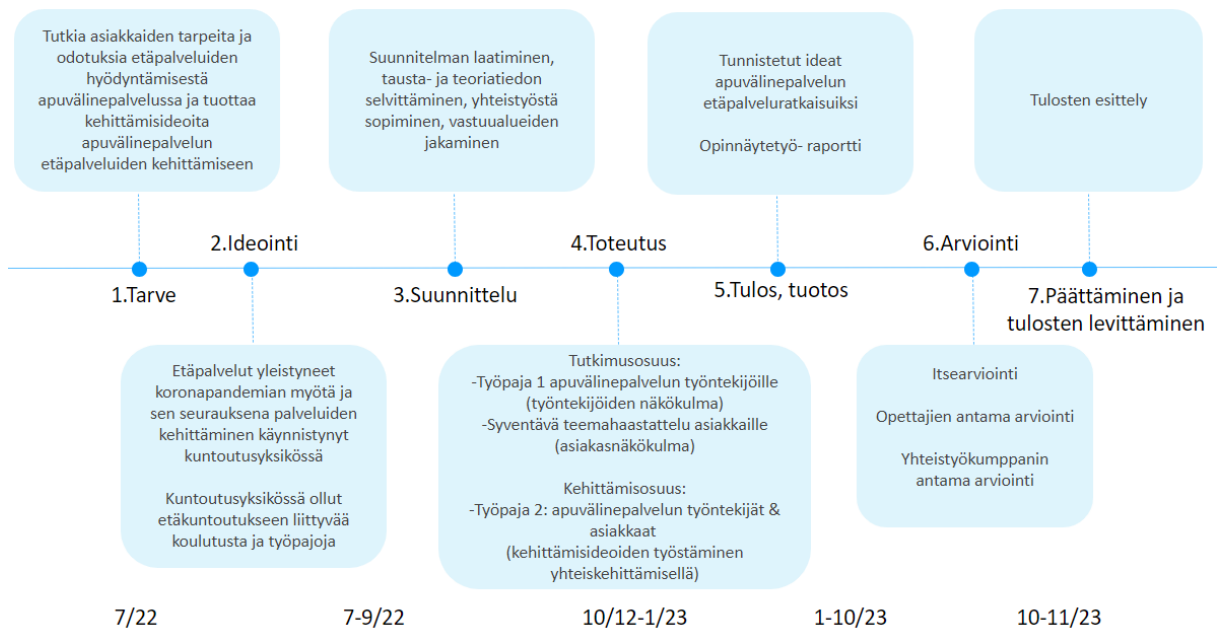 Tutkia asiakkaiden tarpeita ja
odotuksia etäpalveluiden
hyödyntämisestä
apuvälinepalvelussa ja tuottaa
kehittämisideoita
apuvälinepalvelun
etäpalveluiden kehittämiseen
Suunnitelman laatiminen,
tausta- ja teoriatiedon
selvittäminen, yhteistyöstä
sopiminen, vastuualueiden
jakaminen
Tunnistetut ideat
apuvälinepalvelun
etäpalveluratkaisuiksi
Opinnäytetyö- raportti
Tulosten esittely
2.Ideointi
4.Toteutus
6.Arviointi
1.Tarve
3.Suunnittelu
5.Tulos, tuotos
7.Päättäminen ja
tulosten levittäminen
Etäpalvelut yleistyneet
koronapandemian myötä ja
sen seurauksena palveluiden
kehittäminen käynnistynyt
kuntoutusyksikössä
Kuntoutusyksikössä ollut
etäkuntoutukseen liittyvää
koulutusta ja työpajoja
Tutkimusosuus:
-Työpaja 1 apuvälinepalvelun työntekijöille
(työntekijöiden näkökulma)
-Syventävä teemahaastattelu asiakkaille
(asiakasnäkökulma)
Kehittämisosuus:
-Työpaja 2: apuvälinepalvelun työntekijät &
asiakkaat
(kehittämisideoiden työstäminen
yhteiskehittämisellä)
Itsearviointi
Opettajien antama arviointi
Yhteistyökumppanin
antama arviointi
7/22
7-9/22
10/12-1/23
1-10/23
10-11/23